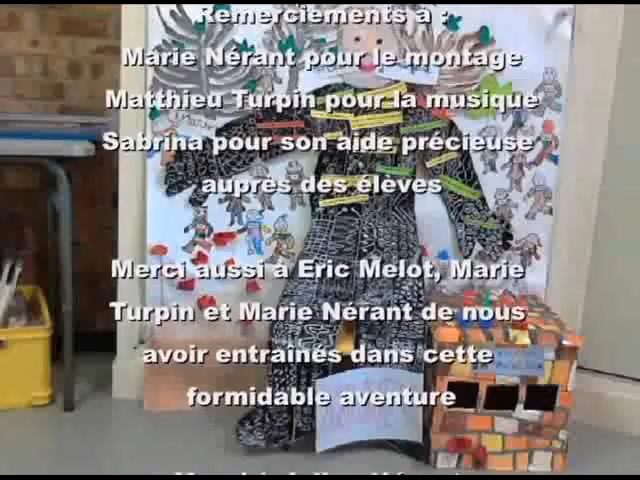 Remerciements à :
Marie Nérant pour le montage
Matthieu Turpin pour la musique
Sabrina pour son aide précieuse
auprès des élèves
Merci aussi à Eric Melot, Marie
Turpin et Marie Nérant de nous
avoir entrainés dans cette
formidable aventure